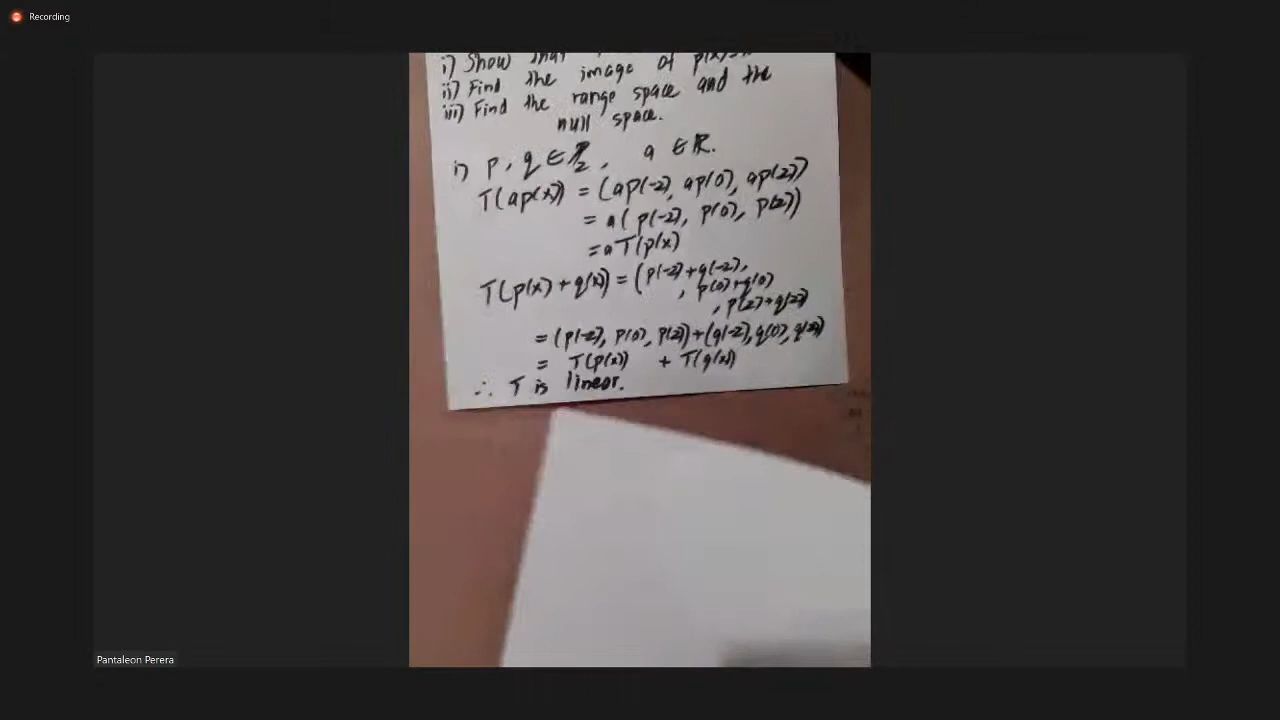 Recording
i) Show that
ii) Find the image of
iii) Find the range space and the
null space.
i) p, q ∈ P₂, a ∈ R.
T(ap(x)) = (ap(-2), ap(0), ap(2))
= a(p(-2), p(0), p(2))
= aT(p(x)
T(p(x) + q(x)) = (p(-2)+q(-2),
, p(0)+q(0)
, p(2)+q(2))
= (p(-2), p(0), p(2))+(q(-2), q(0), q(2))
= T(p(x)) + T(q(x))
∴ T is linear.
Pantaleon Perera